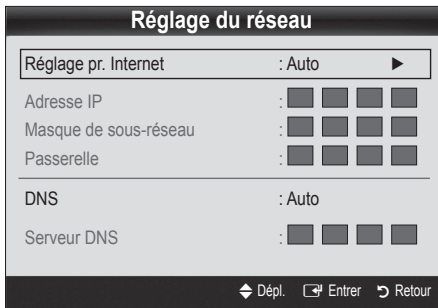 Réglage du réseau
Réglage pr. Internet : Auto ▶
Adresse IP :
Masque de sous-réseau :
Passerelle :
DNS : Auto
Serveur DNS :
Dépl. Entrer Retour